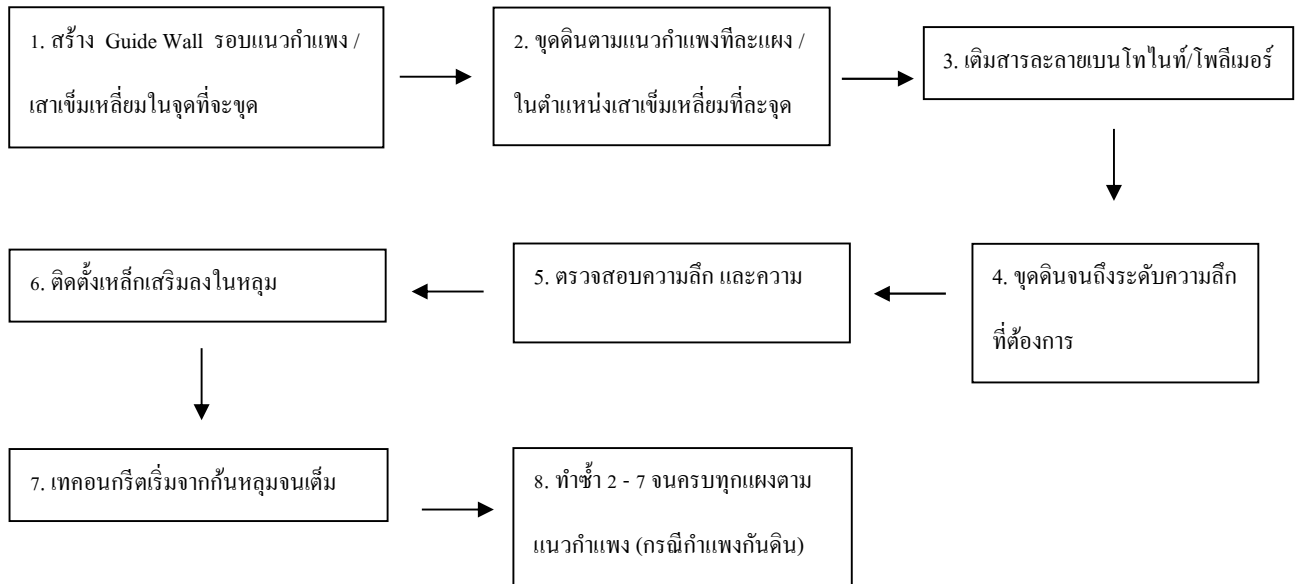 1. สร้าง Guide Wall รอบแนวกำแพง /
เสาเข็มเหลี่ยมในจุดที่จะขุด
2. ขุดดินตามแนวกำแพงทีละแผง /
ในตำแหน่งเสาเข็มเหลี่ยมที่ละจุด
3. เติมสารละลายเบนโทไนท์/โพลีเมอร์
4. ขุดดินจนถึงระดับความลึก
ที่ต้องการ
5. ตรวจสอบความลึก และความ
6. ติดตั้งเหล็กเสริมลงในหลุม
7. เทคอนกรีตเริ่มจากก้นหลุมจนเต็ม
8. ทำซ้ำ 2 - 7 จนครบทุกแผงตาม
แนวกำแพง (กรณีกำแพงกันดิน)